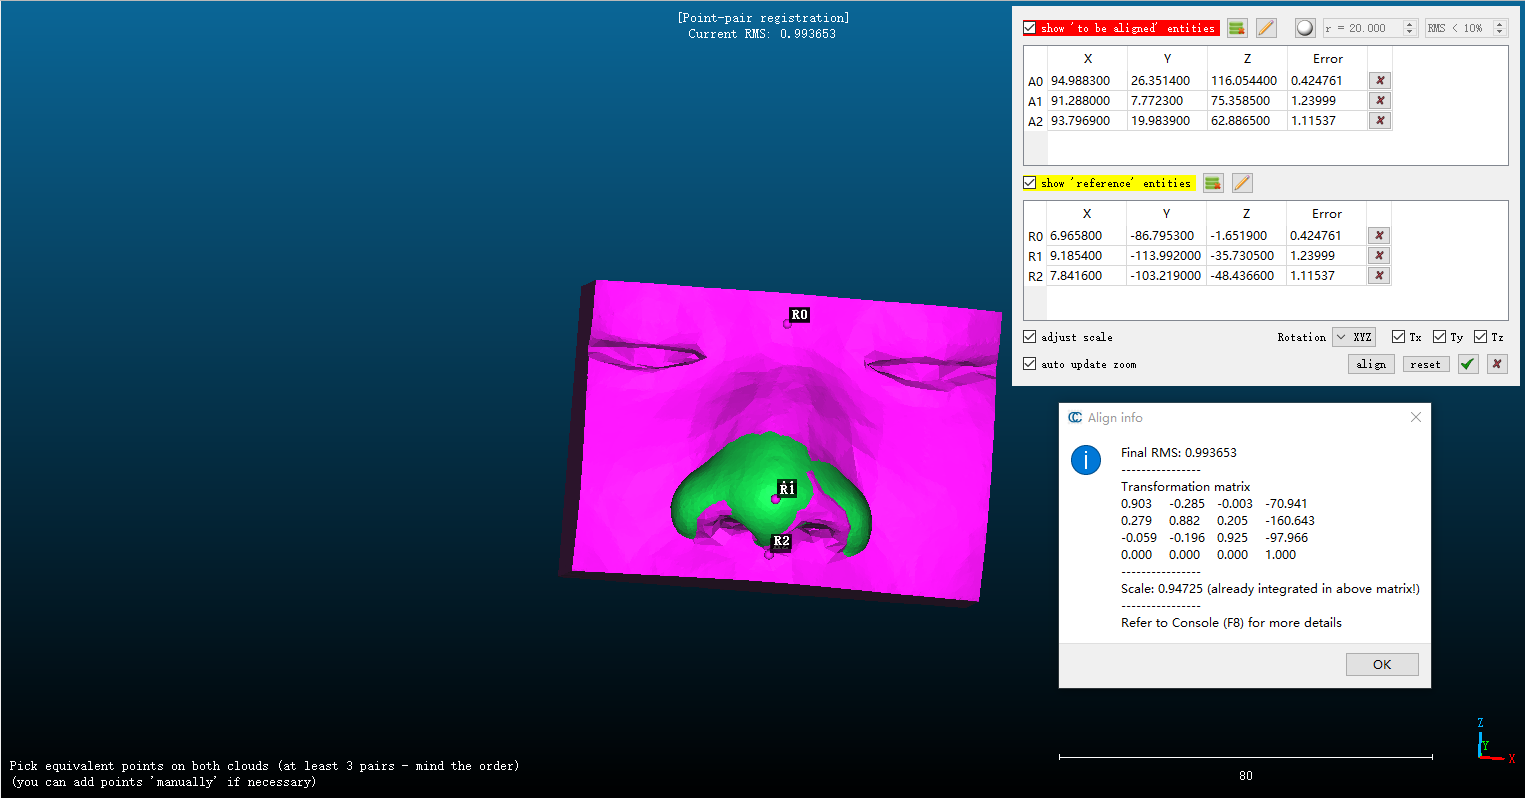 [Point-pair registration]
Current RMS: 0.993653
show 'to be aligned' entities
r = 20.000
RMS < 10%
X Y Z Error
A0 94.988300 26.351400 116.054400 0.424761
A1 91.288000 7.772300 75.358500 1.23999
A2 93.796900 19.983900 62.886500 1.11537
show 'reference' entities
X Y Z Error
R0 6.965800 -86.795300 -1.651900 0.424761
R1 9.185400 -113.992000 -35.730500 1.23999
R2 7.841600 -103.219000 -48.436600 1.11537
adjust scale
Rotation XYZ Tx Ty Tz
auto update zoom
align reset
R0
R1
R2
Align info
Final RMS: 0.993653
----------------
Transformation matrix
0.903 -0.285 -0.003 -70.941
0.279 0.882 0.205 -160.643
-0.059 -0.196 0.925 -97.966
0.000 0.000 0.000 1.000
----------------
Scale: 0.94725 (already integrated in above matrix!)
----------------
Refer to Console (F8) for more details
OK
Z
Y
X
80
Pick equivalent points on both clouds (at least 3 pairs - mind the order)
(you can add points 'manually' if necessary)